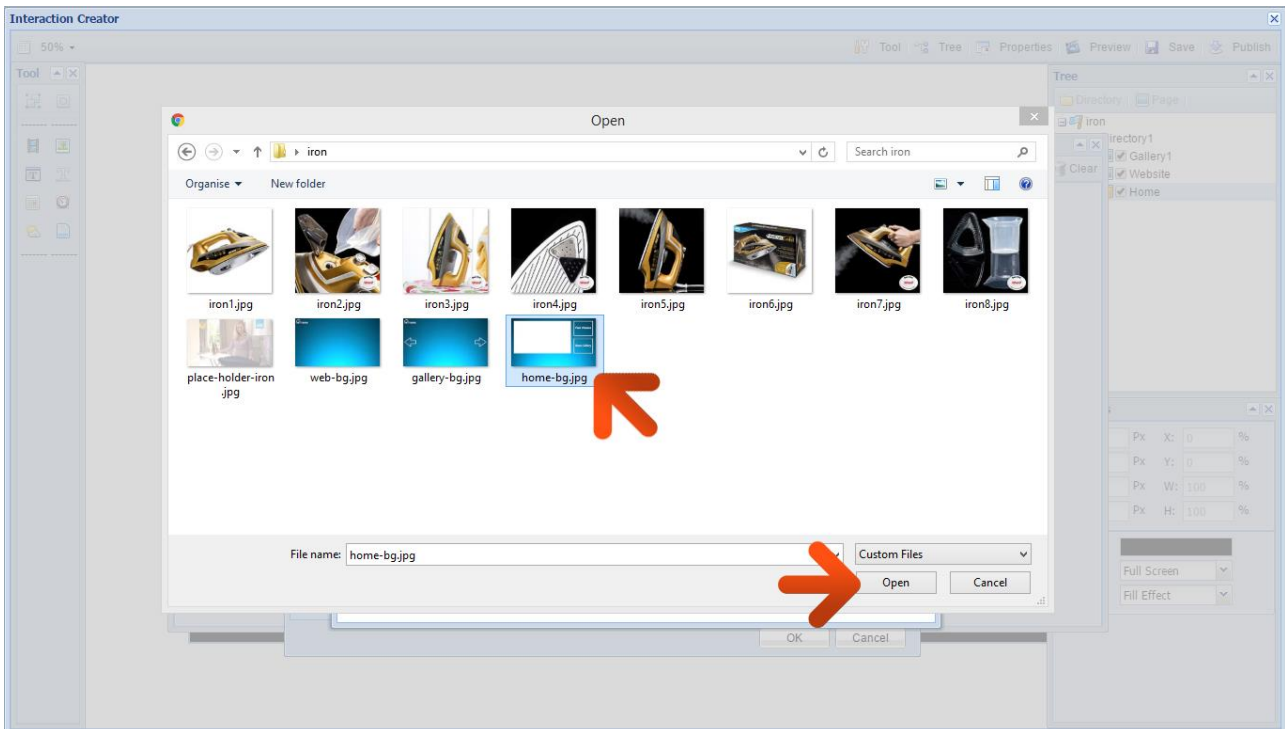 Interaction Creator
50%
Tool Tree Properties Preview Save Publish
Tool
Tree
Directory Page
iron
irectory1
Gallery1
Website
Home
Clear
Open
iron
Search iron
Organise New folder
iron1.jpg iron2.jpg iron3.jpg iron4.jpg iron5.jpg iron6.jpg iron7.jpg iron8.jpg
place-holder-iron
.jpg
web-bg.jpg gallery-bg.jpg home-bg.jpg
File name: home-bg.jpg
Custom Files
Open Cancel
OK Cancel
s
Px X: 0 %
Px Y: 0 %
Px W: 100 %
Px H: 100 %
Full Screen
Fill Effect